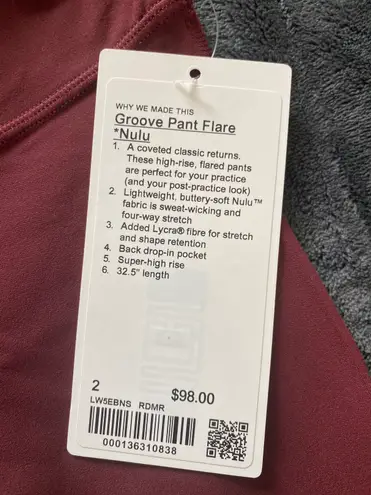 WHY WE MADE THIS
Groove Pant Flare
*Nulu
1. A coveted classic returns.
These high-rise, flared pants
are perfect for your practice
(and your post-practice look)
2. Lightweight, buttery-soft Nulu™
fabric is sweat-wicking and
four-way stretch
3. Added Lycra® fibre for stretch
and shape retention
4. Back drop-in pocket
5. Super-high rise
6. 32.5" length
2 $98.00
LW5EBNS RDMR
000136310838